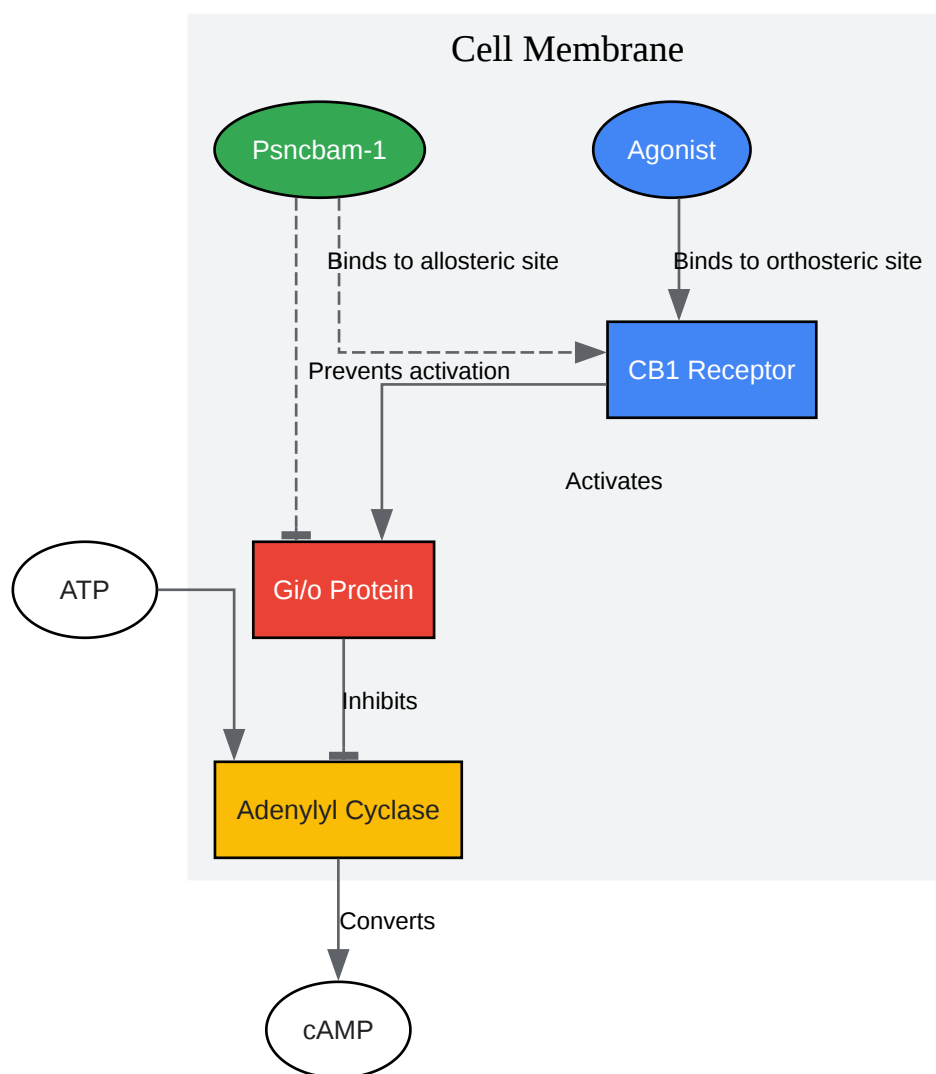 Cell Membrane
Psncbam-1
Agonist
Binds to allosteric site
Binds to orthosteric site
Prevents activation
CB1 Receptor
Activates
ATP
Gi/o Protein
Inhibits
Adenylyl Cyclase
Converts
cAMP